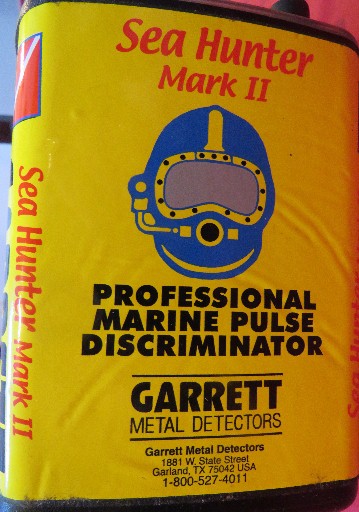 Sea Hunter
Mark II
Sea Hunter Mark II
PROFESSIONAL
MARINE PULSE
DISCRIMINATOR
GARRETT
METAL DETECTORS
Garrett Metal Detectors
1881 W. State Street
Garland, TX 75042 USA
1-800-527-4011